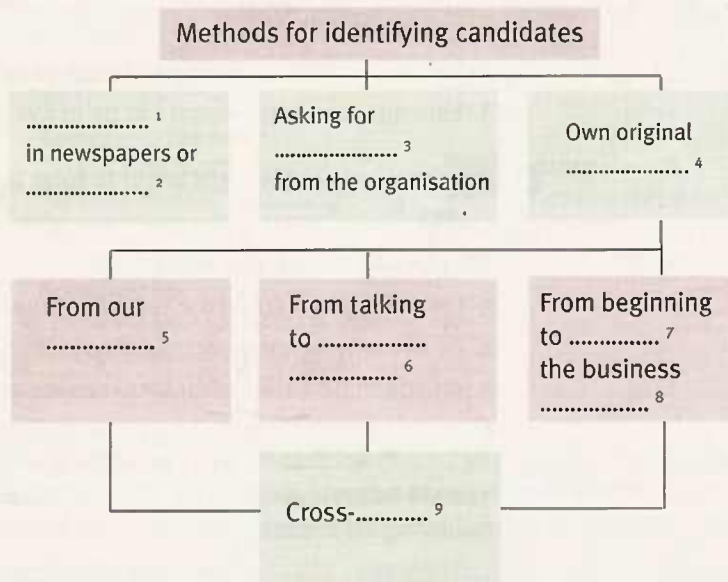 Methods for identifying candidates
..................... 1
in newspapers or
..................... 2
Asking for
..................... 3
from the organisation
Own original
..................... 4
From our
................... 5
From talking
to ...................
................... 6
From beginning
to ................ 7
the business
................... 8
Cross-............. 9